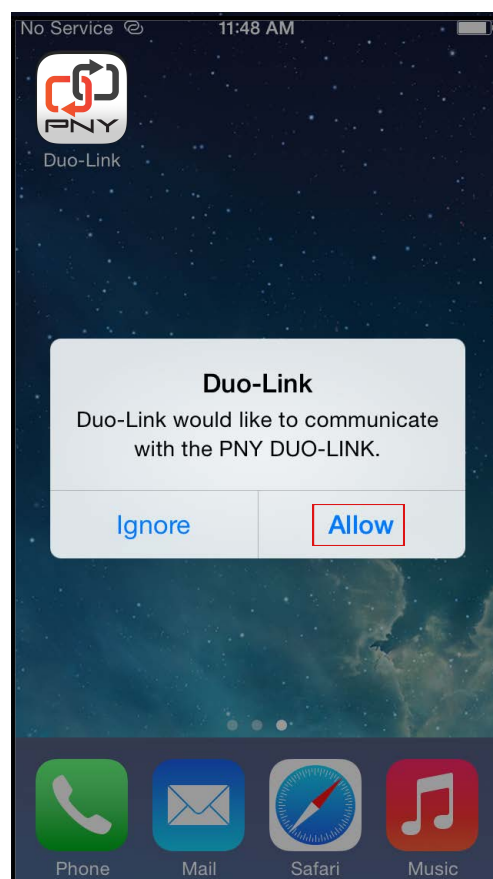 No Service 11:48 AM
PNY
Duo-Link
Duo-Link
Duo-Link would like to communicate
with the PNY DUO-LINK.
Ignore Allow
Phone Mail Safari Music